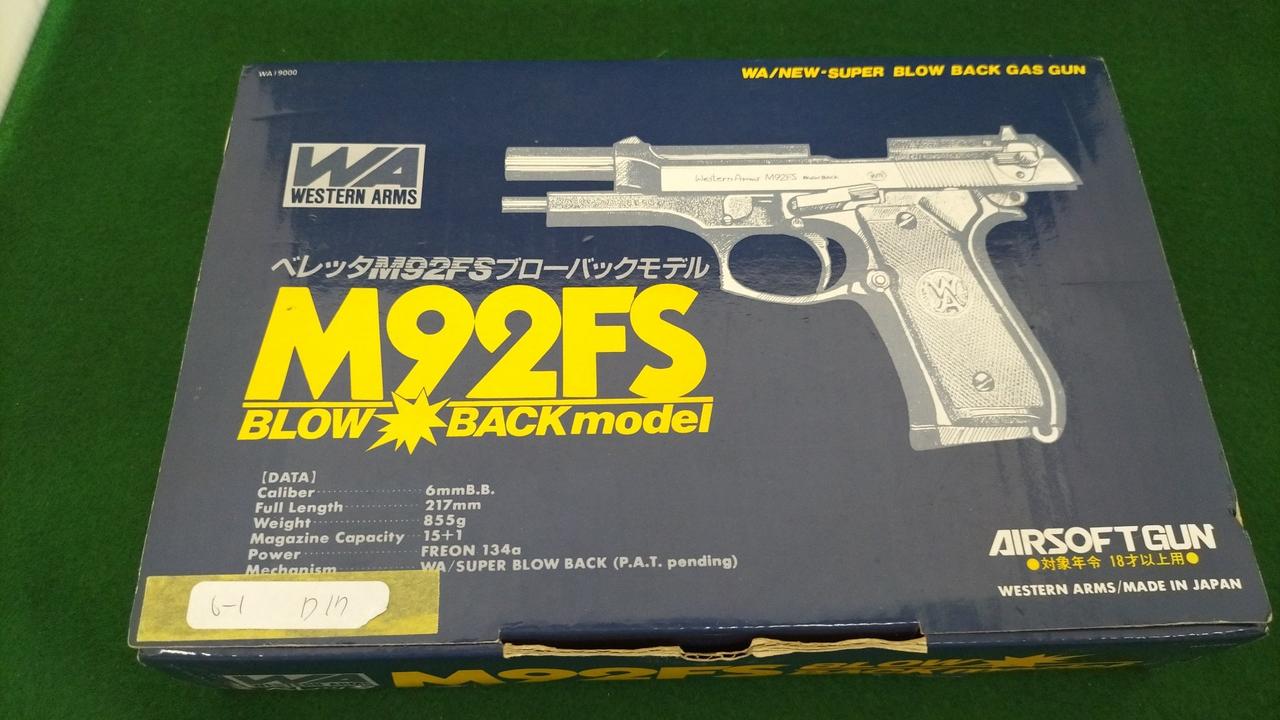 WA19000
WA/NEW·SUPER BLOW BACK GAS GUN
WA
WESTERN ARMS
Western Arms M92FS BLOW BACK
WA
ベレッタM92FSブローバックモデル
M92FS
BLOW BACK model
【DATA】
Caliber 6mmB.B.
Full Length 217mm
Weight 855g
Magazine Capacity 15+1
Power FREON 134a
Mechanism WA/SUPER BLOW BACK (P.A.T. pending)
AIRSOFT GUN
●対象年令 18才以上用●
WESTERN ARMS/MADE IN JAPAN
6-1
M92FS